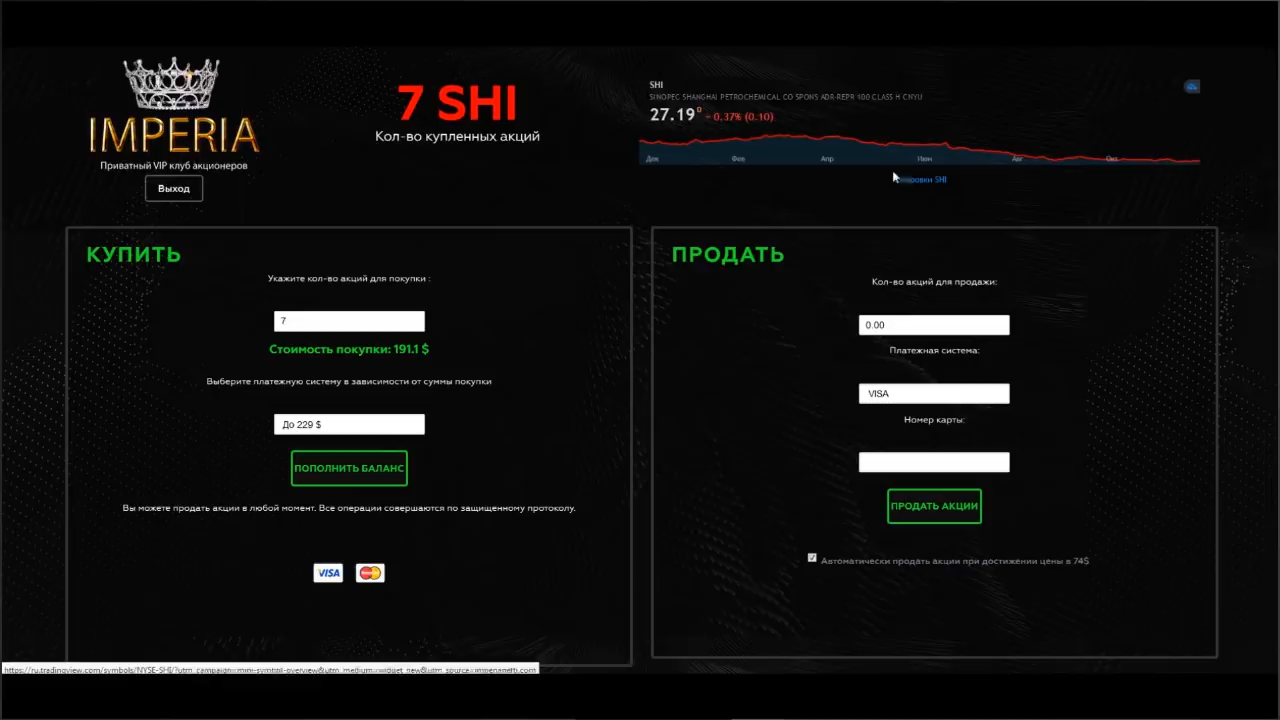 IMPERIA
Приватный VIP клуб акционеров
Выход
7 SHI
Кол-во купленных акций
SHI
SINOPEC SHANGHAI PETROCHEMICAL CO SPONS ADR-REPR 100 CLASS H CNY1)
27.19 D −0.37% (0.10)
Дек Фев Апр Июн Авг Окт
SHI
КУПИТЬ
Укажите кол-во акций для покупки :
7
Стоимость покупки: 191.1 $
Выберите платежную систему в зависимости от суммы покупки
До 229 $
ПОПОЛНИТЬ БАЛАНС
Вы можете продать акции в любой момент. Все операции совершаются по защищенному протоколу.
VISA
ПРОДАТЬ
Кол-во акций для продажи:
0.00
Платежная система:
VISA
Номер карты:
ПРОДАТЬ АКЦИИ
Автоматически продать акции при достижении цены в 74$